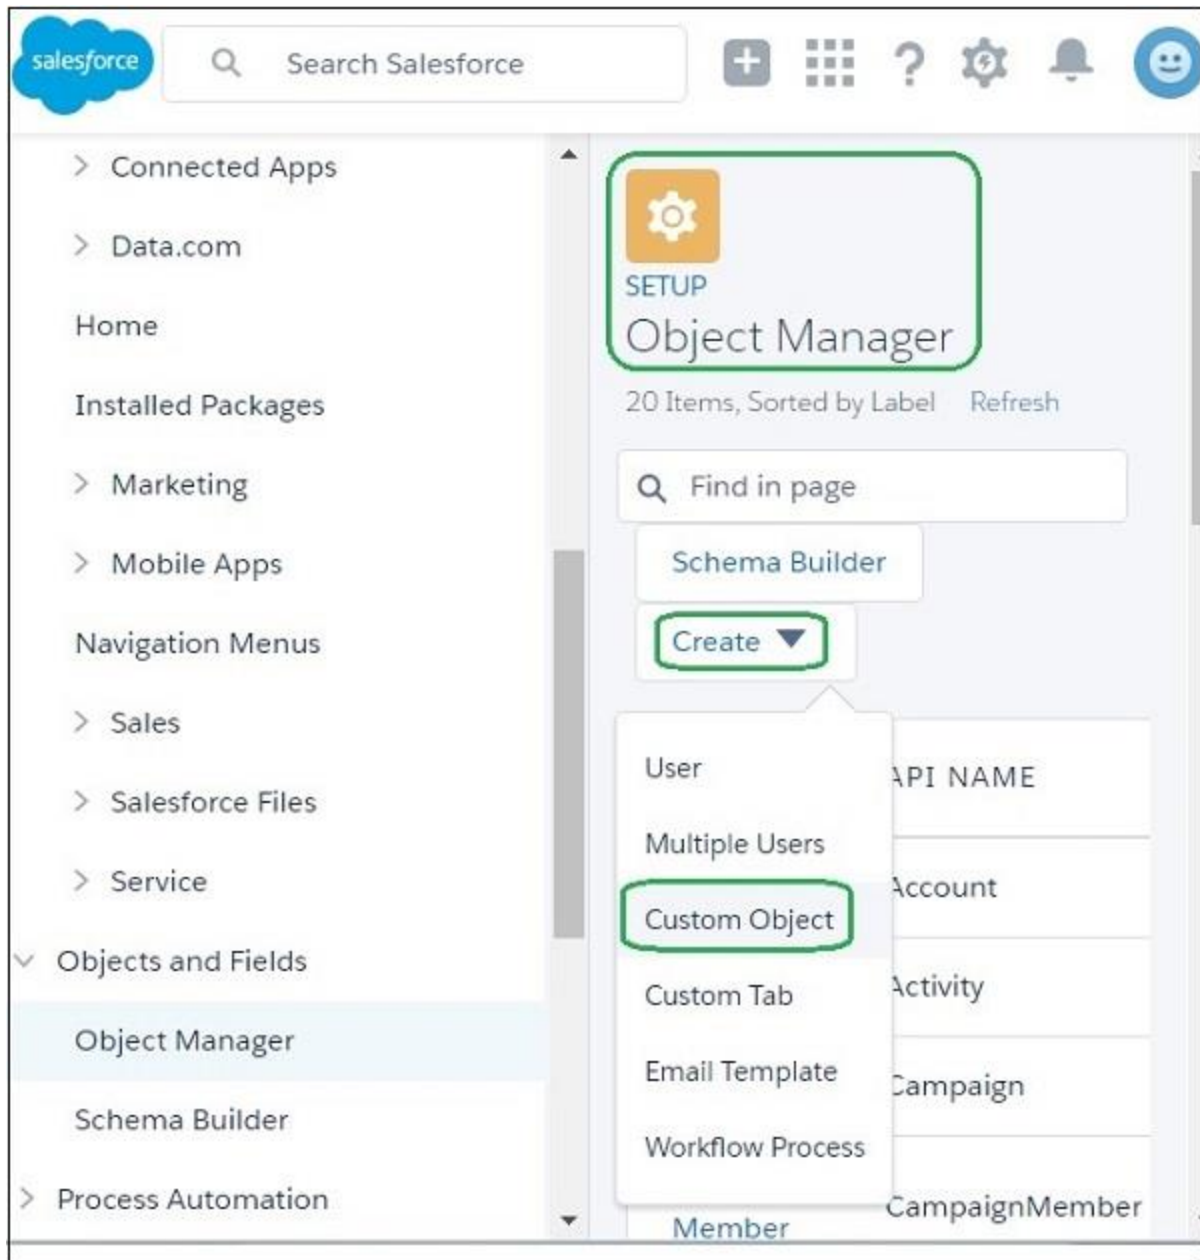 salesforce
Search Salesforce
Connected Apps
Data.com
Home
Installed Packages
Marketing
Mobile Apps
Navigation Menus
Sales
Salesforce Files
Service
Objects and Fields
Object Manager
Schema Builder
Process Automation
SETUP
Object Manager
20 Items, Sorted by Label Refresh
Find in page
Schema Builder
Create
User
Multiple Users
Custom Object
Custom Tab
Email Template
Workflow Process
API NAME
Account
Activity
Campaign
CampaignMember
Member